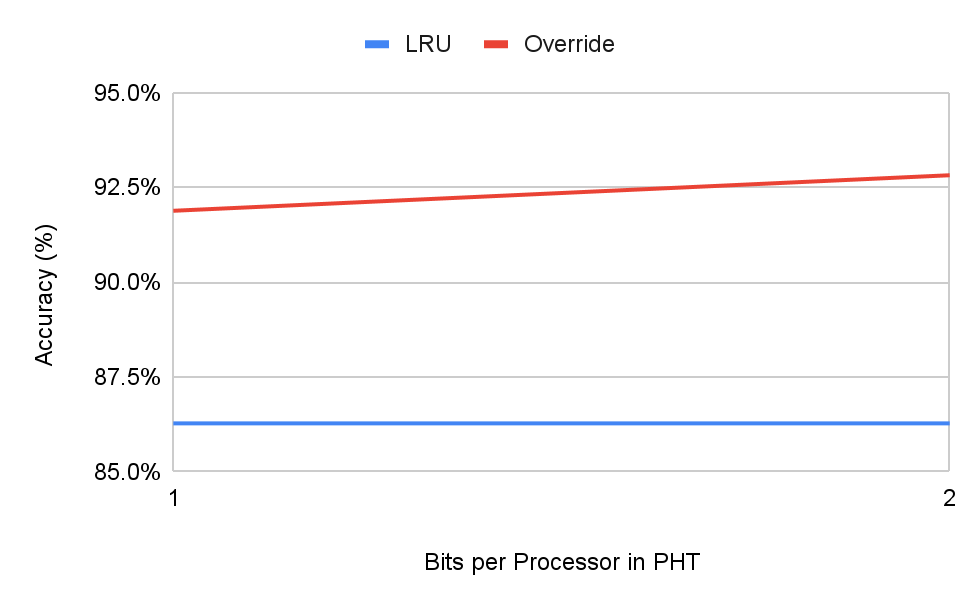 LRU Override
95.0%
92.5%
90.0%
87.5%
85.0%
Accuracy (%)
1 2
Bits per Processor in PHT